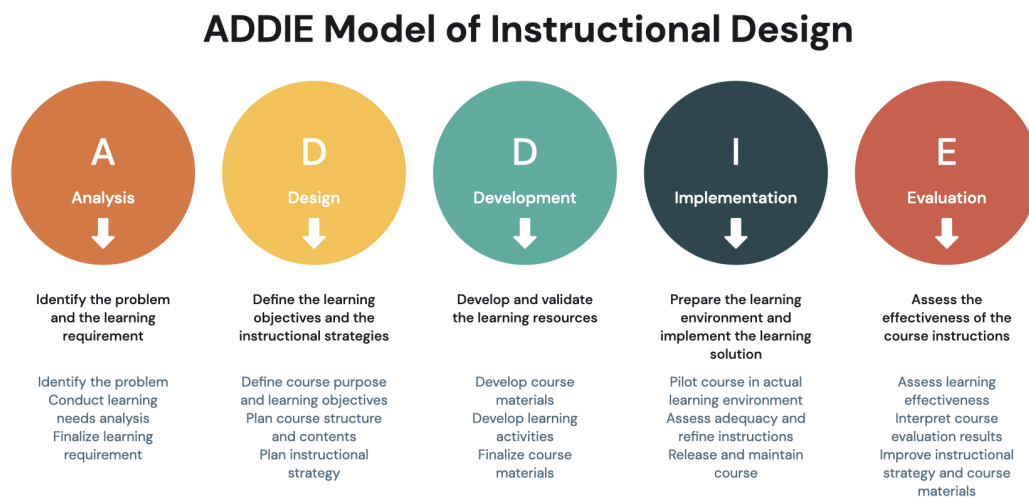 ADDIE Model of Instructional Design
A
Analysis
Identify the problem
and the learning
requirement
Identify the problem
Conduct learning
needs analysis
Finalize learning
requirement
D
Design
Define the learning
objectives and the
instructional strategies
Define course purpose
and learning objectives
Plan course structure
and contents
Plan instructional
strategy
D
Development
Develop and validate
the learning resources
Develop course
materials
Develop learning
activities
Finalize course
materials
I
Implementation
Prepare the learning
environment and
implement the learning
solution
Pilot course in actual
learning environment
Assess adequacy and
refine instructions
Release and maintain
course
E
Evaluation
Assess the
effectiveness of the
course instructions
Assess learning
effectiveness
Interpret course
evaluation results
Improve instructional
strategy and course
materials